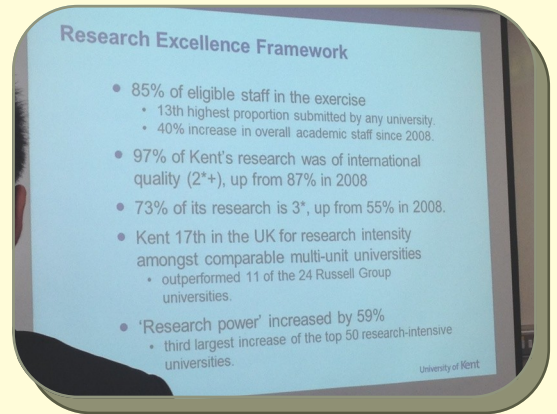 Research Excellence Framework
• 85% of eligible staff in the exercise
• 13th highest proportion submitted by any university.
• 40% increase in overall academic staff since 2008.
• 97% of Kent's research was of international
quality (2*+), up from 87% in 2008
• 73% of its research is 3*, up from 55% in 2008.
• Kent 17th in the UK for research intensity
amongst comparable multi-unit universities
• outperformed 11 of the 24 Russell Group
universities.
• 'Research power' increased by 59%
• third largest increase of the top 50 research-intensive
universities.
University of Kent